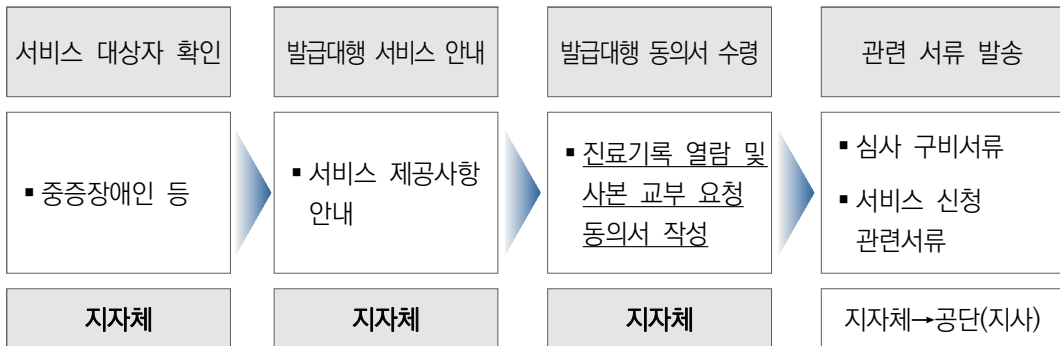 서비스 대상자 확인
발급대행 서비스 안내
발급대행 동의서 수령
관련 서류 발송
▪ 중증장애인 등
▪ 서비스 제공사항
안내
▪ 진료기록 열람 및
사본 교부 요청
동의서 작성
▪ 심사 구비서류
▪ 서비스 신청
관련서류
지자체
지자체
지자체
지자체→공단(지사)